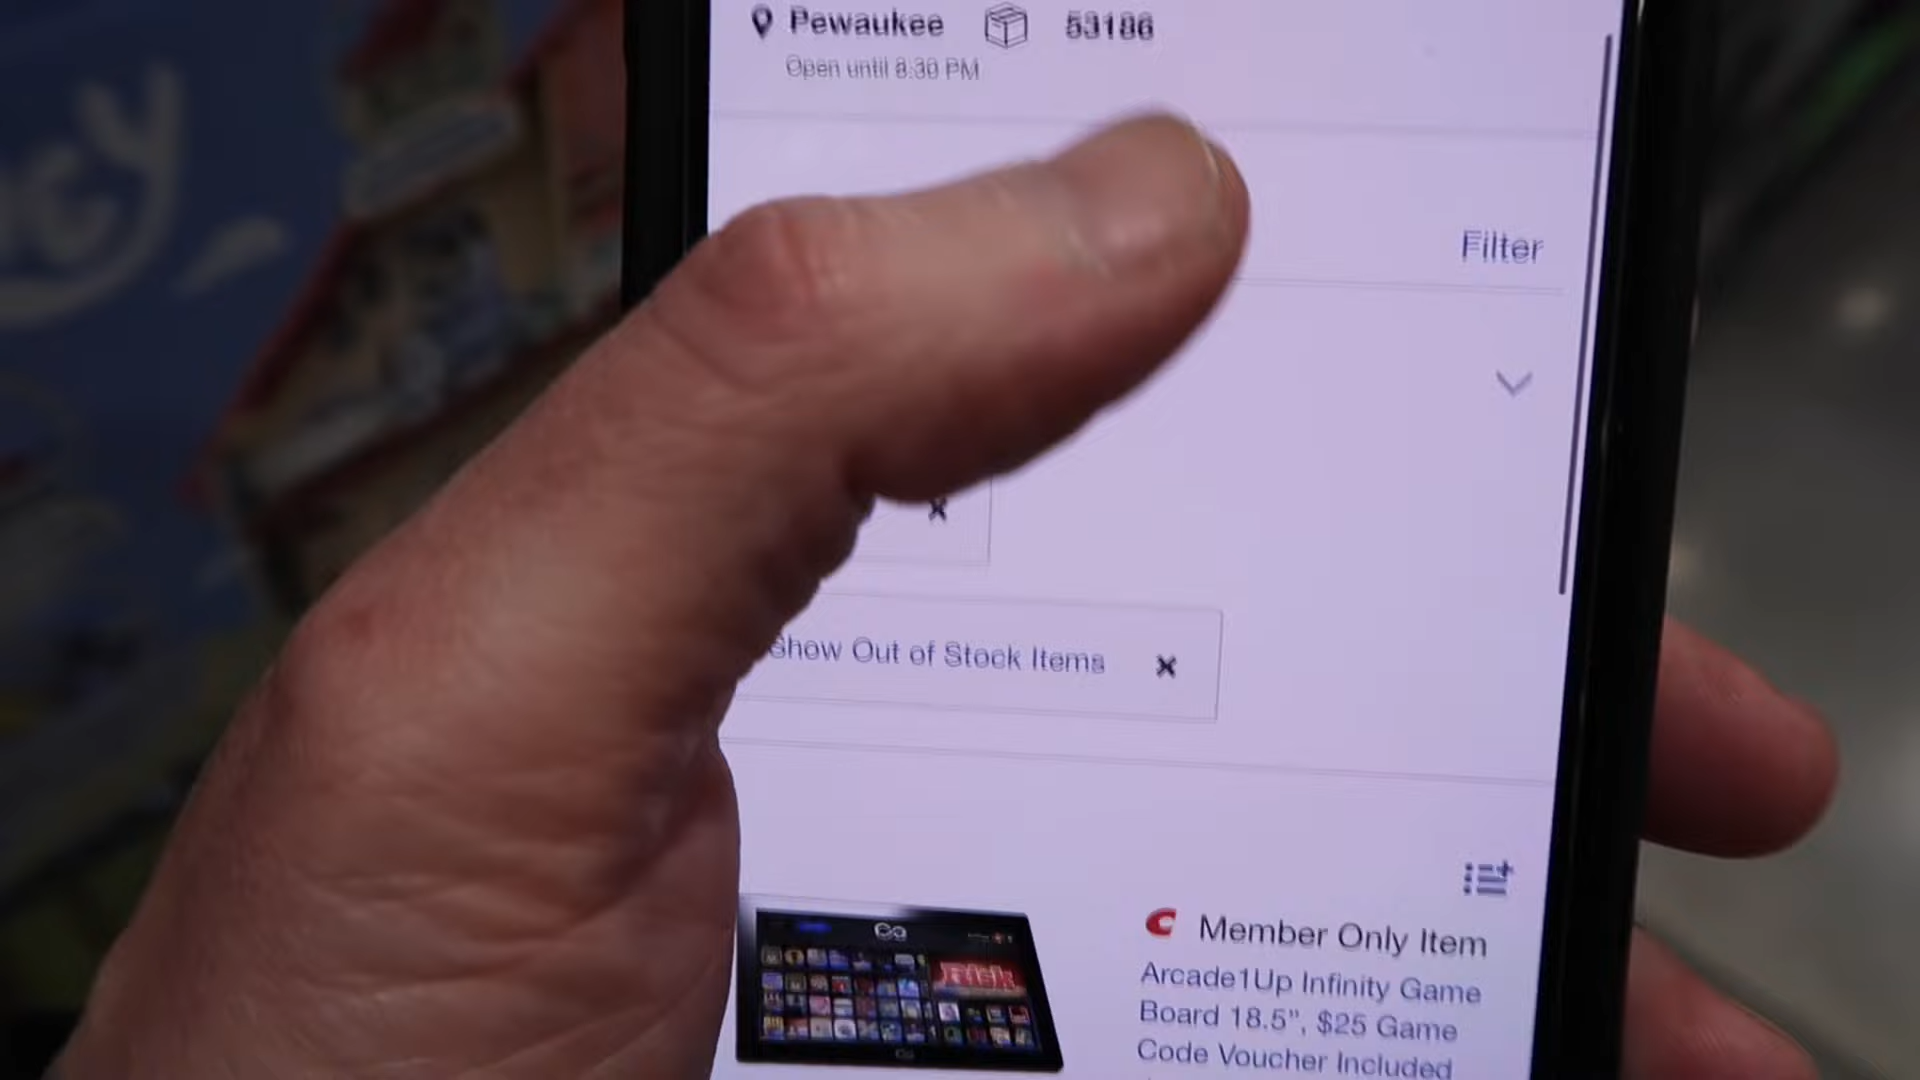 Pewaukee 53186
Open until 8:30 PM
Filter
Show Out of Stock Items
Member Only Item
Arcade1Up Infinity Game
Board 18.5", $25 Game
Code Voucher Included
Risk